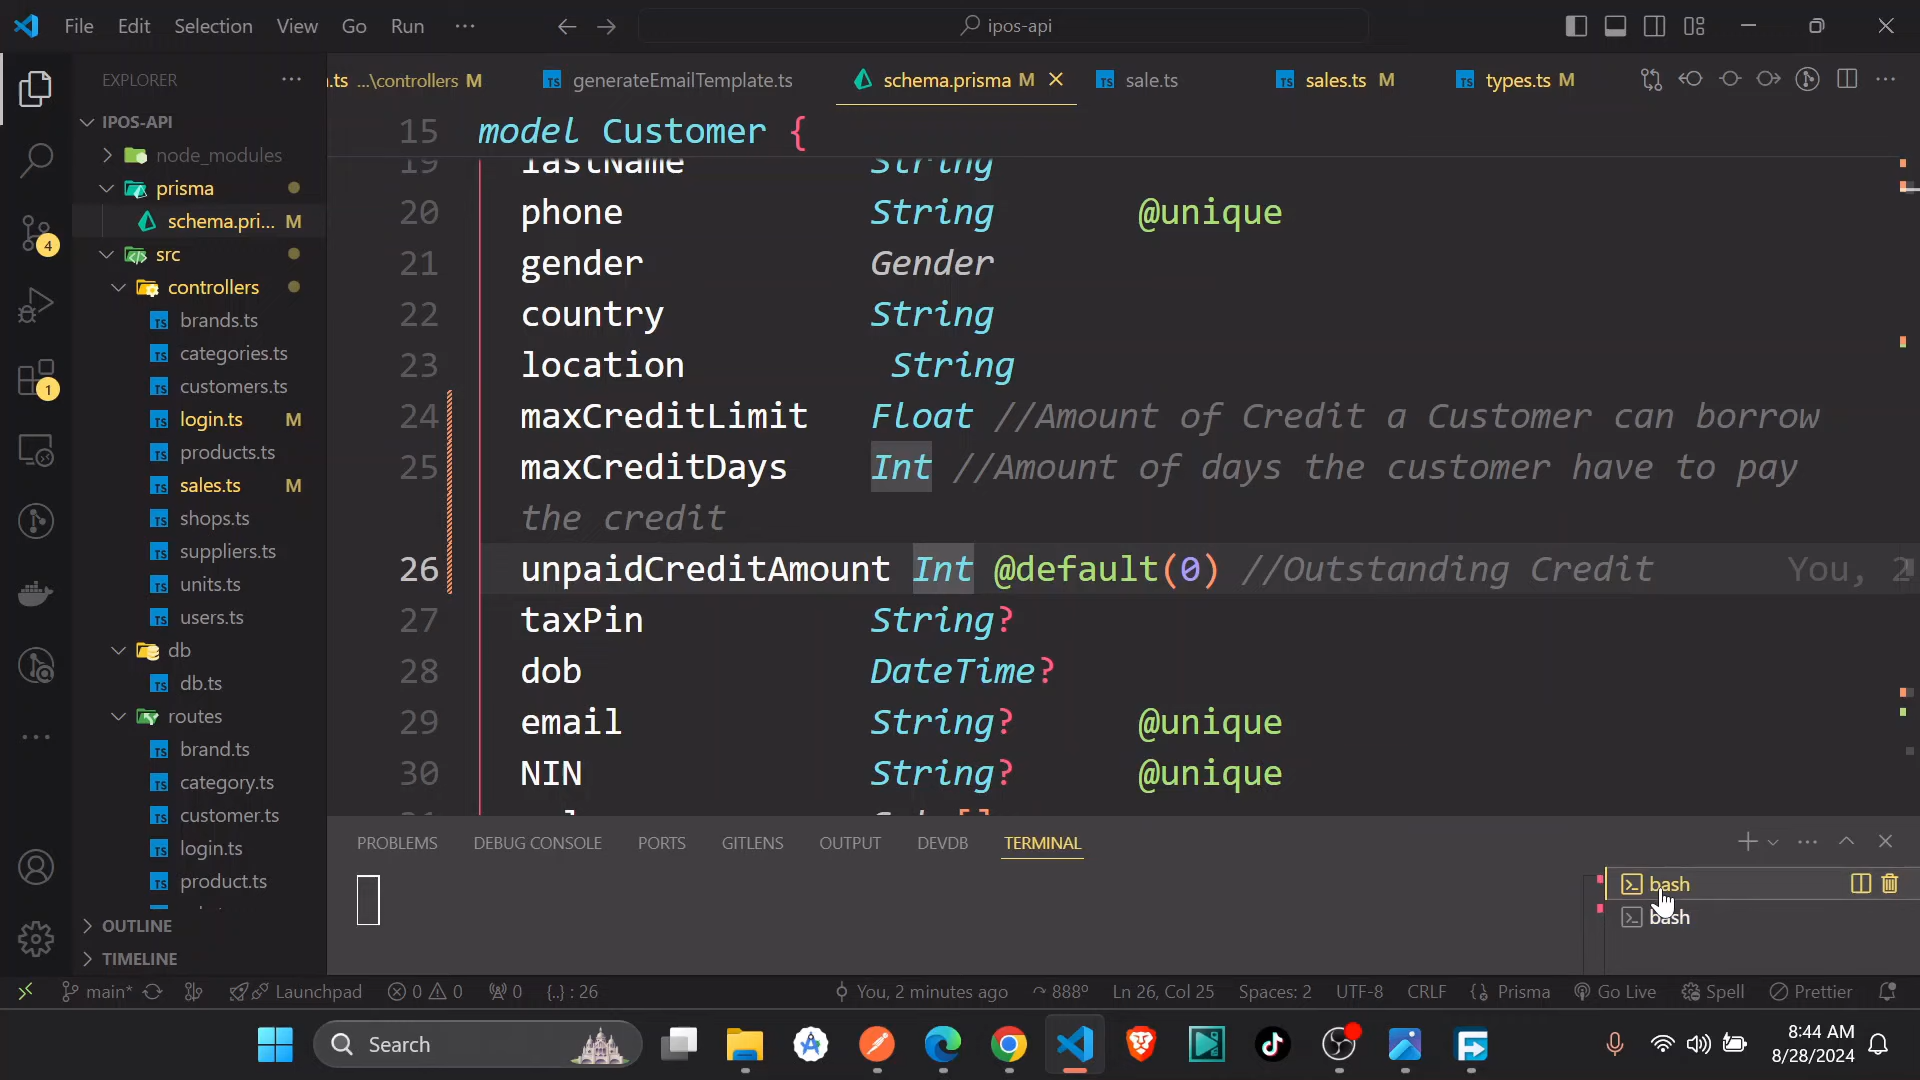 File Edit Selection View Go Run ···
ipos-api
EXPLORER
.ts ...\controllers M
generateEmailTemplate.ts
schema.prisma M
sale.ts
sales.ts M
types.ts M
IPOS-API
node_modules
prisma
schema.pri... M
src
controllers
brands.ts
categories.ts
customers.ts
login.ts M
products.ts
sales.ts M
shops.ts
suppliers.ts
units.ts
users.ts
db
db.ts
routes
brand.ts
category.ts
customer.ts
login.ts
product.ts
OUTLINE
TIMELINE
4
1
15 model Customer {
19 lastName String
20 phone String @unique
21 gender Gender
22 country String
23 location String
24 maxCreditLimit Float //Amount of Credit a Customer can borrow
25 maxCreditDays Int //Amount of days the customer have to pay
the credit
26 unpaidCreditAmount Int @default(0) //Outstanding Credit You, 2
27 taxPin String?
28 dob DateTime?
29 email String? @unique
30 NIN String? @unique
PROBLEMS DEBUG CONSOLE PORTS GITLENS OUTPUT DEVDB TERMINAL
bash
bash
main* Launchpad 0 0 0 {..} : 26 You, 2 minutes ago 888° Ln 26, Col 25 Spaces: 2 UTF-8 CRLF {} Prisma Go Live Spell Prettier
Search
8:44 AM
8/28/2024